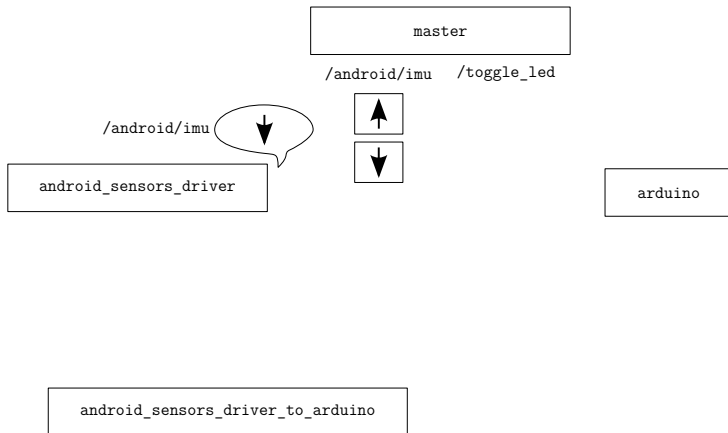 master
/android/imu
/toggle_led
/android/imu
android_sensors_driver
arduino
android_sensors_driver_to_arduino